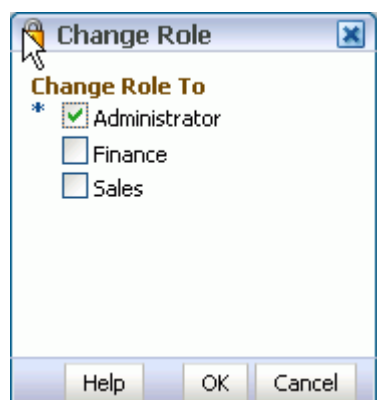 Change Role
Change Role To
* Administrator
Finance
Sales
Help OK Cancel